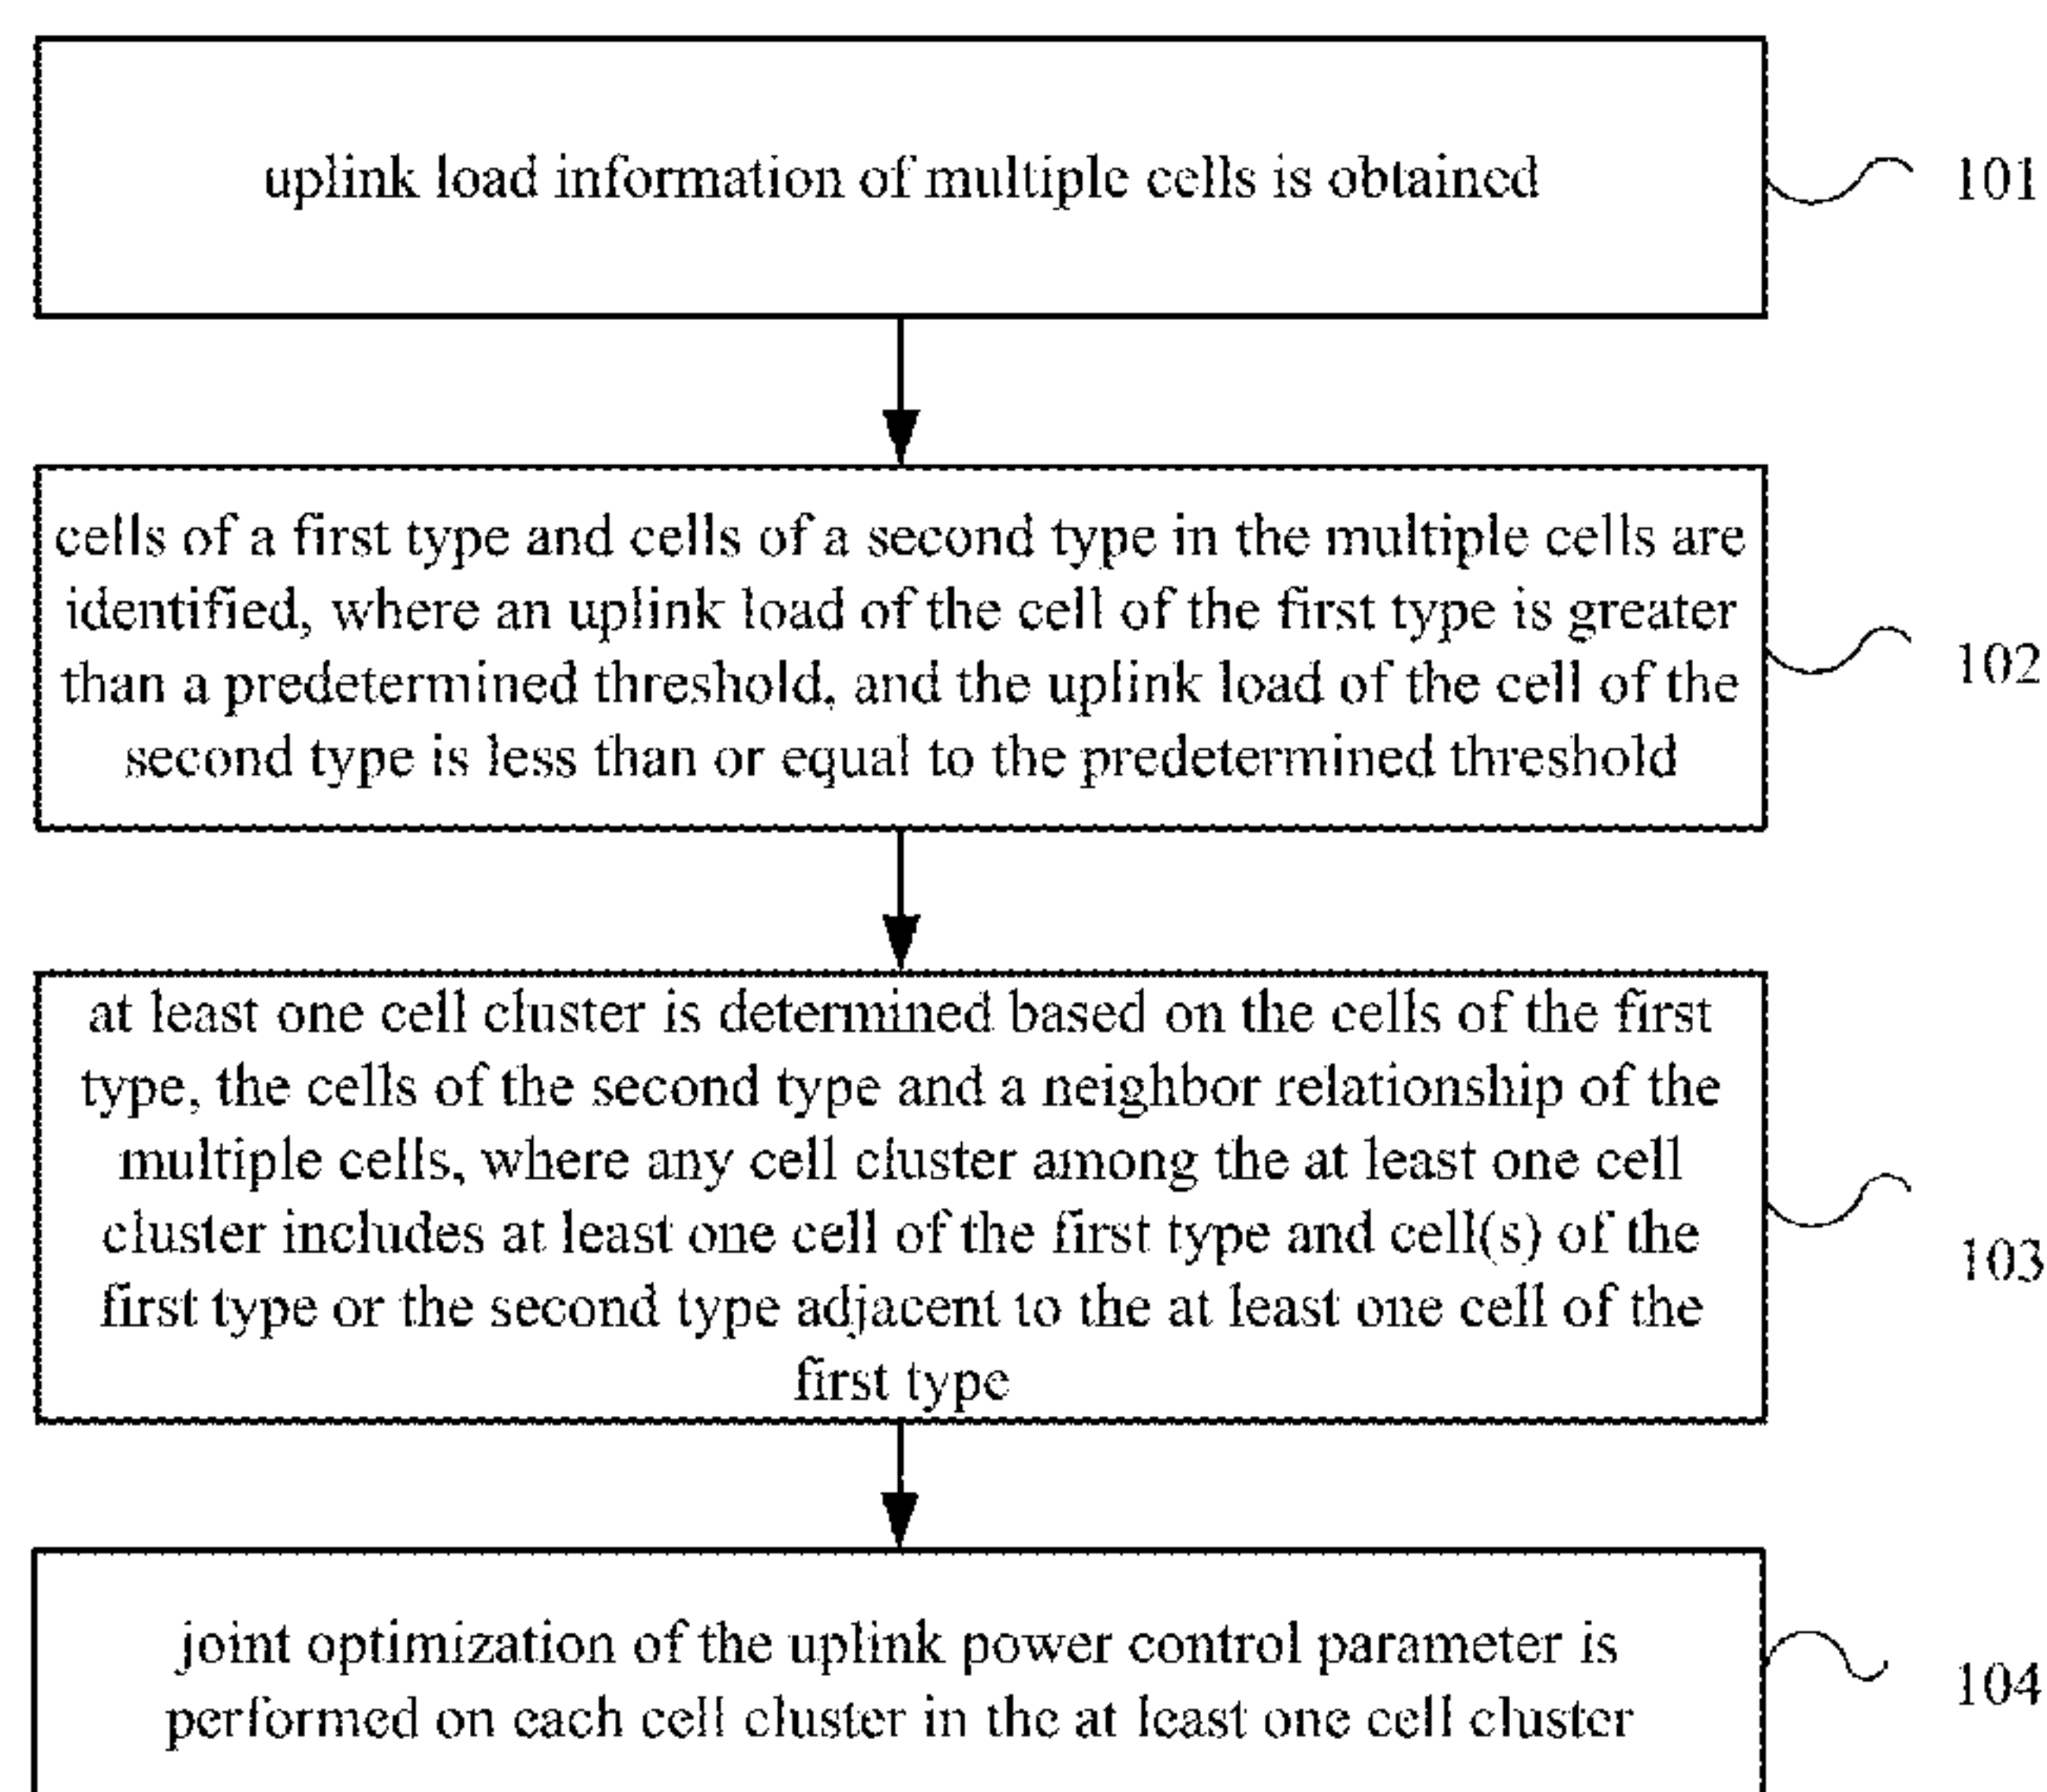 uplink load information of multiple cells is obtained
101
cells of a first type and cells of a second type in the multiple cells are
identified, where an uplink load of the cell of the first type is greater
than a predetermined threshold, and the uplink load of the cell of the
second type is less than or equal to the predetermined threshold
102
at least one cell cluster is determined based on the cells of the first
type, the cells of the second type and a neighbor relationship of the
multiple cells, where any cell cluster among the at least one cell
cluster includes at least one cell of the first type and cell(s) of the
first type or the second type adjacent to the at least one cell of the
first type
103
joint optimization of the uplink power control parameter is
performed on each cell cluster in the at least one cell cluster
104